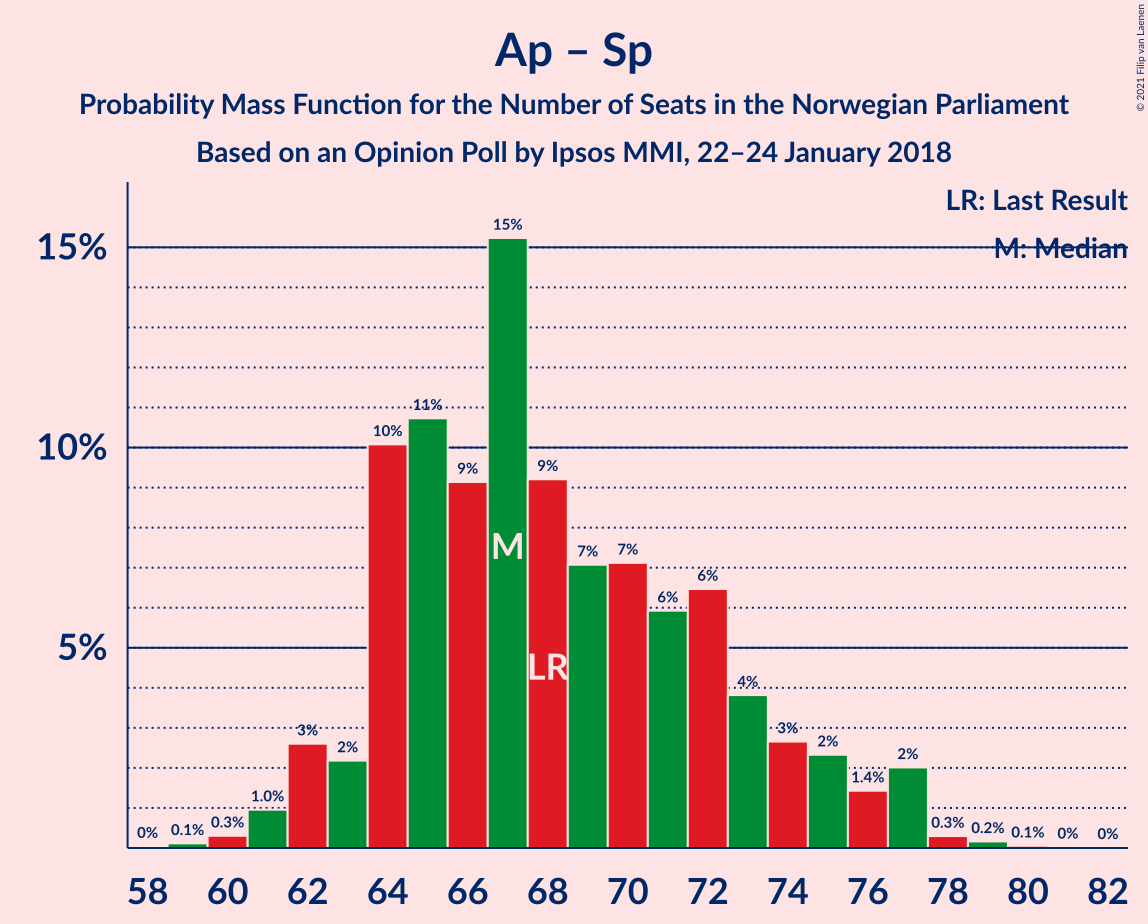 Ap – Sp
Probability Mass Function for the Number of Seats in the Norwegian Parliament
Based on an Opinion Poll by Ipsos MMI, 22–24 January 2018
© 2021 Filip van Laenen
LR: Last Result
M: Median
15%
10%
5%
0% 0.1% 0.3% 1.0% 3% 2% 10% 11% 9% 15% 9% 7% 7% 6% 6% 4% 3% 2% 1.4% 2% 0.3% 0.2% 0.1% 0% 0%
M
LR
58 60 62 64 66 68 70 72 74 76 78 80 82